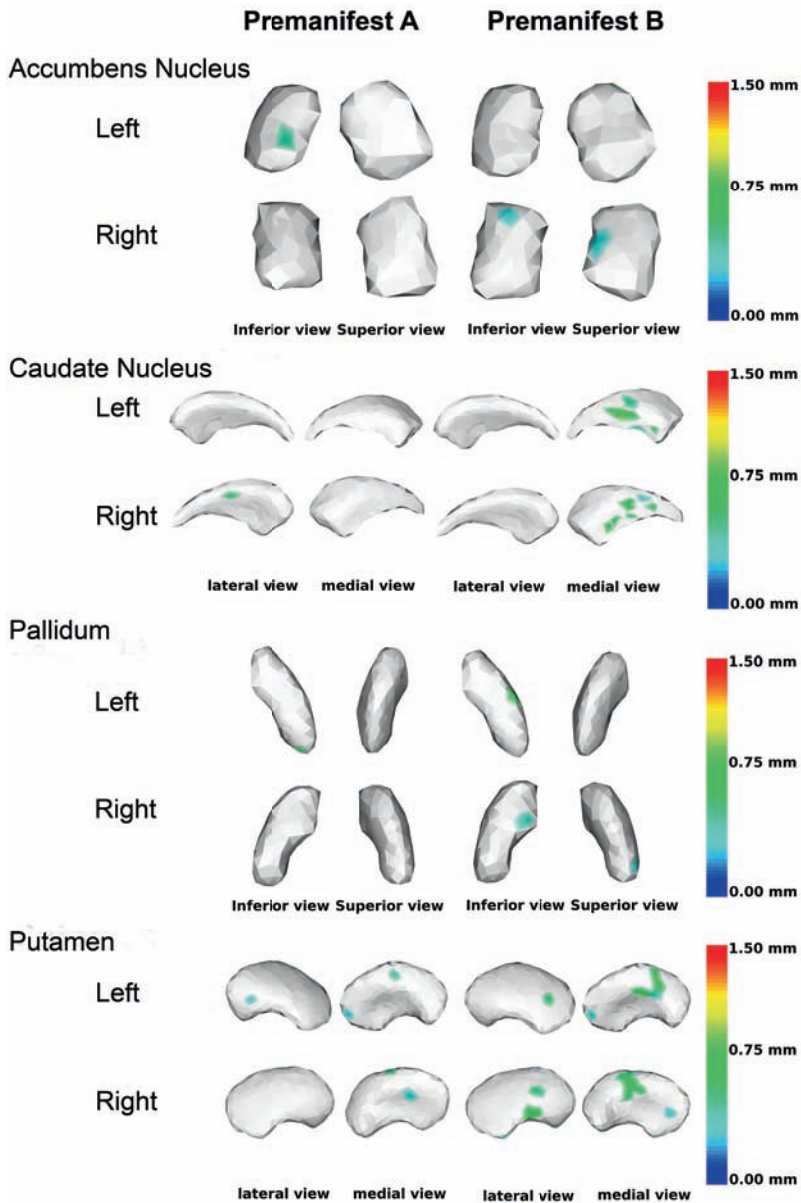 Premanifest A Premanifest B
Accumbens Nucleus
1.50 mm
Left
0.75 mm
Right
0.00 mm
Inferior view Superior view Inferior view Superior view
Caudate Nucleus
1.50 mm
Left
0.75 mm
Right
lateral view medial view lateral view medial view
0.00 mm
Pallidum
1.50 mm
Left
0.75 mm
Right
0.00 mm
Inferior view Superior view Inferior view Superior view
Putamen
1.50 mm
Left
0.75 mm
Right
0.00 mm
lateral view medial view lateral view medial view